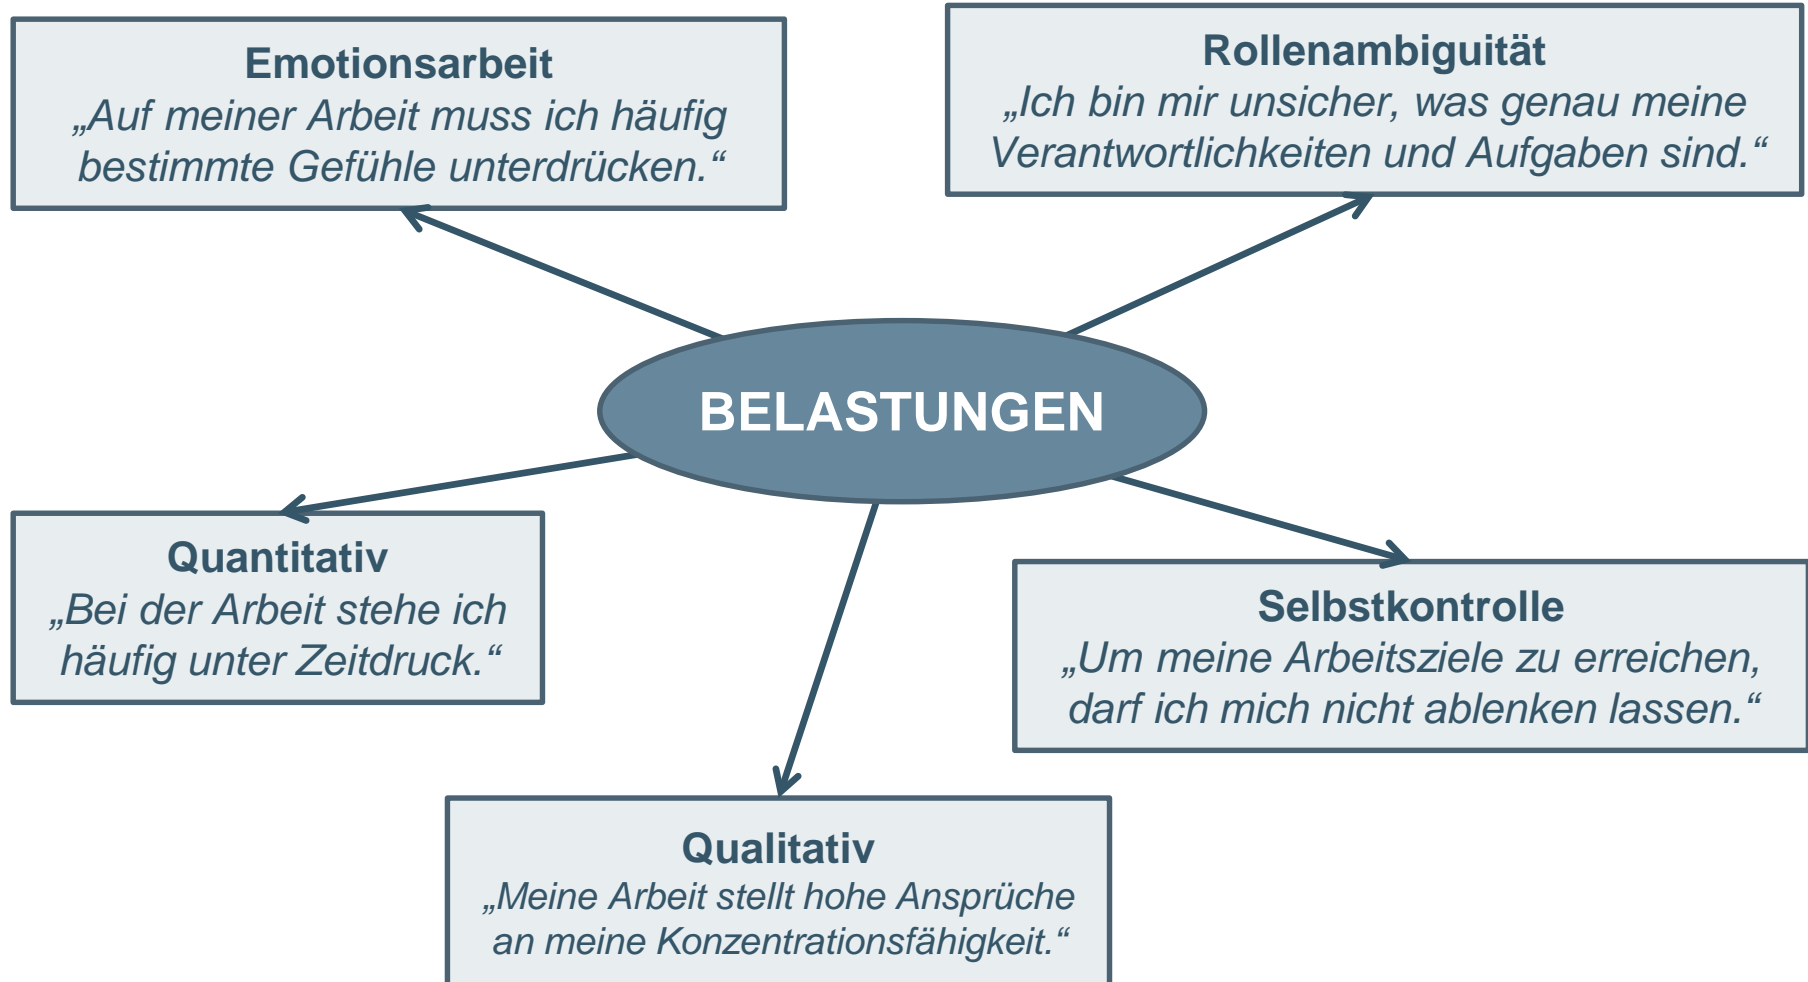 Emotionsarbeit
„Auf meiner Arbeit muss ich häufig
bestimmte Gefühle unterdrücken.“
Rollenambiguität
„Ich bin mir unsicher, was genau meine
Verantwortlichkeiten und Aufgaben sind.“
BELASTUNGEN
Quantitativ
„Bei der Arbeit stehe ich
häufig unter Zeitdruck.“
Selbstkontrolle
„Um meine Arbeitsziele zu erreichen,
darf ich mich nicht ablenken lassen.“
Qualitativ
„Meine Arbeit stellt hohe Ansprüche
an meine Konzentrationsfähigkeit.“